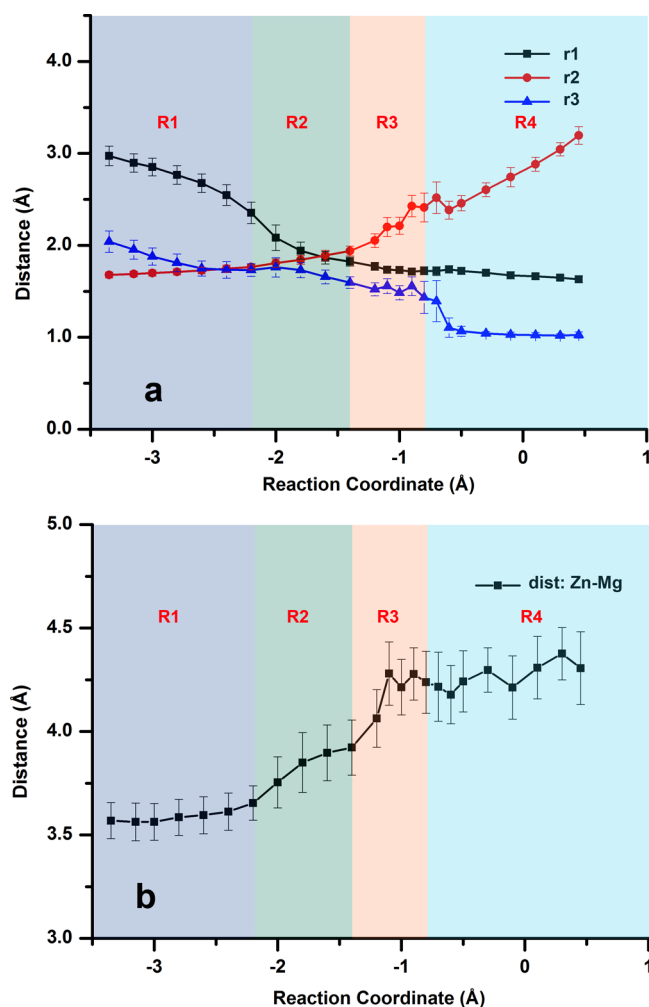 4.0
3.0
2.0
1.0
0.0
Distance (Å)
r1
r2
r3
R1
R2
R3
R4
a
-3
-2
-1
0
1
Reaction Coordinate (Å)
5.0
4.5
4.0
3.5
3.0
Distance (Å)
dist: Zn-Mg
R1
R2
R3
R4
b
-3
-2
-1
0
1
Reaction Coordinate (Å)